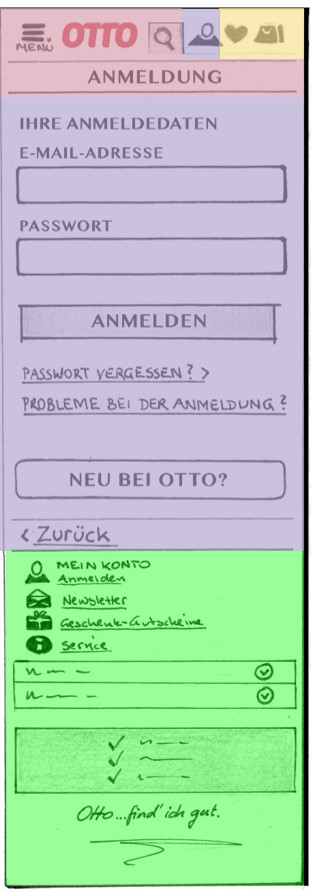 MENÜ OTTO
ANMELDUNG
IHRE ANMELDEDATEN
E-MAIL-ADRESSE
PASSWORT
ANMELDEN
PASSWORT VERGESSEN? >
PROBLEME BEI DER ANMELDUNG?
NEU BEI OTTO?
< Zurück
MEIN KONTO
Anmelden
Newsletter
Geschenk-Gutscheine
Service
Otto...find' ich gut.